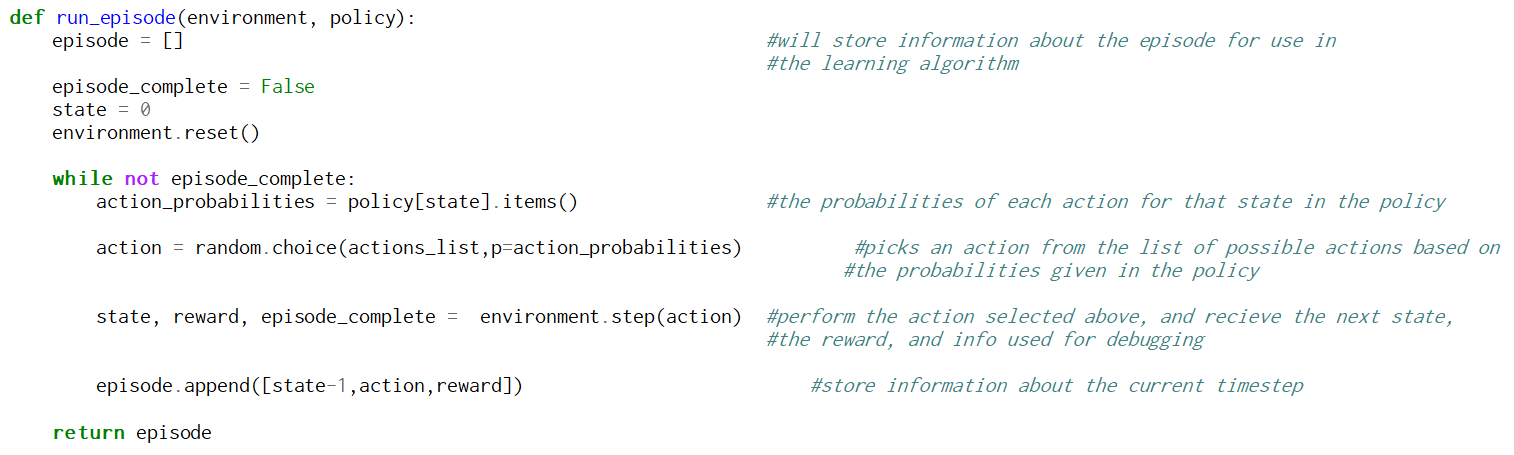 def run_episode(environment, policy):
    episode = []                                                     #will store information about the episode for use in
                                                                     #the learning algorithm
    episode_complete = False
    state = 0
    environment.reset()
    while not episode_complete:
        action_probabilities = policy[state].items()                 #the probabilities of each action for that state in the policy
        action = random.choice(actions_list,p=action_probabilities)          #picks an action from the list of possible actions based on
                                                                            #the probabilities given in the policy
        state, reward, episode_complete =  environment.step(action)  #perform the action selected above, and recieve the next state,
                                                                     #the reward, and info used for debugging
        episode.append([state-1,action,reward])                          #store information about the current timestep
    return episode